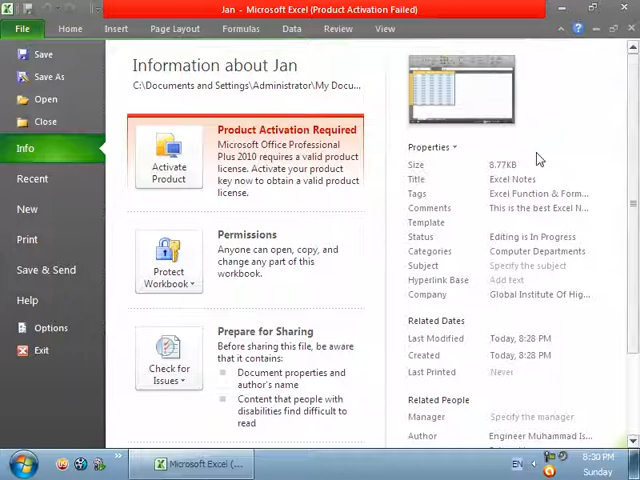 Jan - Microsoft Excel (Product Activation Failed)
File Home Insert Page Layout Formulas Data Review View
Save
Save As
Open
Close
Info
Recent
New
Print
Save & Send
Help
Options
Exit
Information about Jan
C:\Documents and Settings\Administrator\My Docu...
Activate
Product
Product Activation Required
Microsoft Office Professional
Plus 2010 requires a valid product
license. Activate your product
key now to obtain a valid product
license.
Protect
Workbook
Permissions
Anyone can open, copy, and
change any part of this
workbook.
Check for
Issues
Prepare for Sharing
Before sharing this file, be aware
that it contains:
Document properties and
author's name
Content that people with
disabilities find difficult to
read
Properties
Size 8.77KB
Title Excel Notes
Tags Excel Function & Form...
Comments This is the best Excel N...
Template
Status Editing is In Progress
Categories Computer Departments
Subject Specify the subject
Hyperlink Base Add text
Company Global Institute Of Hig...
Related Dates
Last Modified Today, 8:28 PM
Created Today, 8:28 PM
Last Printed Never
Related People
Manager Specify the manager
Author Engineer Muhammad Is...
Microsoft Excel (...
EN
8:30 PM
Sunday